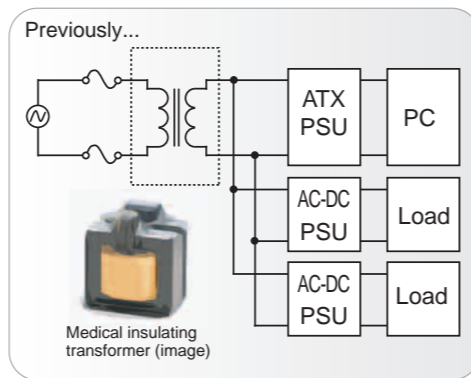 Previously...
ATX
PSU
PC
AC-DC
PSU
Load
AC-DC
PSU
Load
Medical insulating
transformer (image)